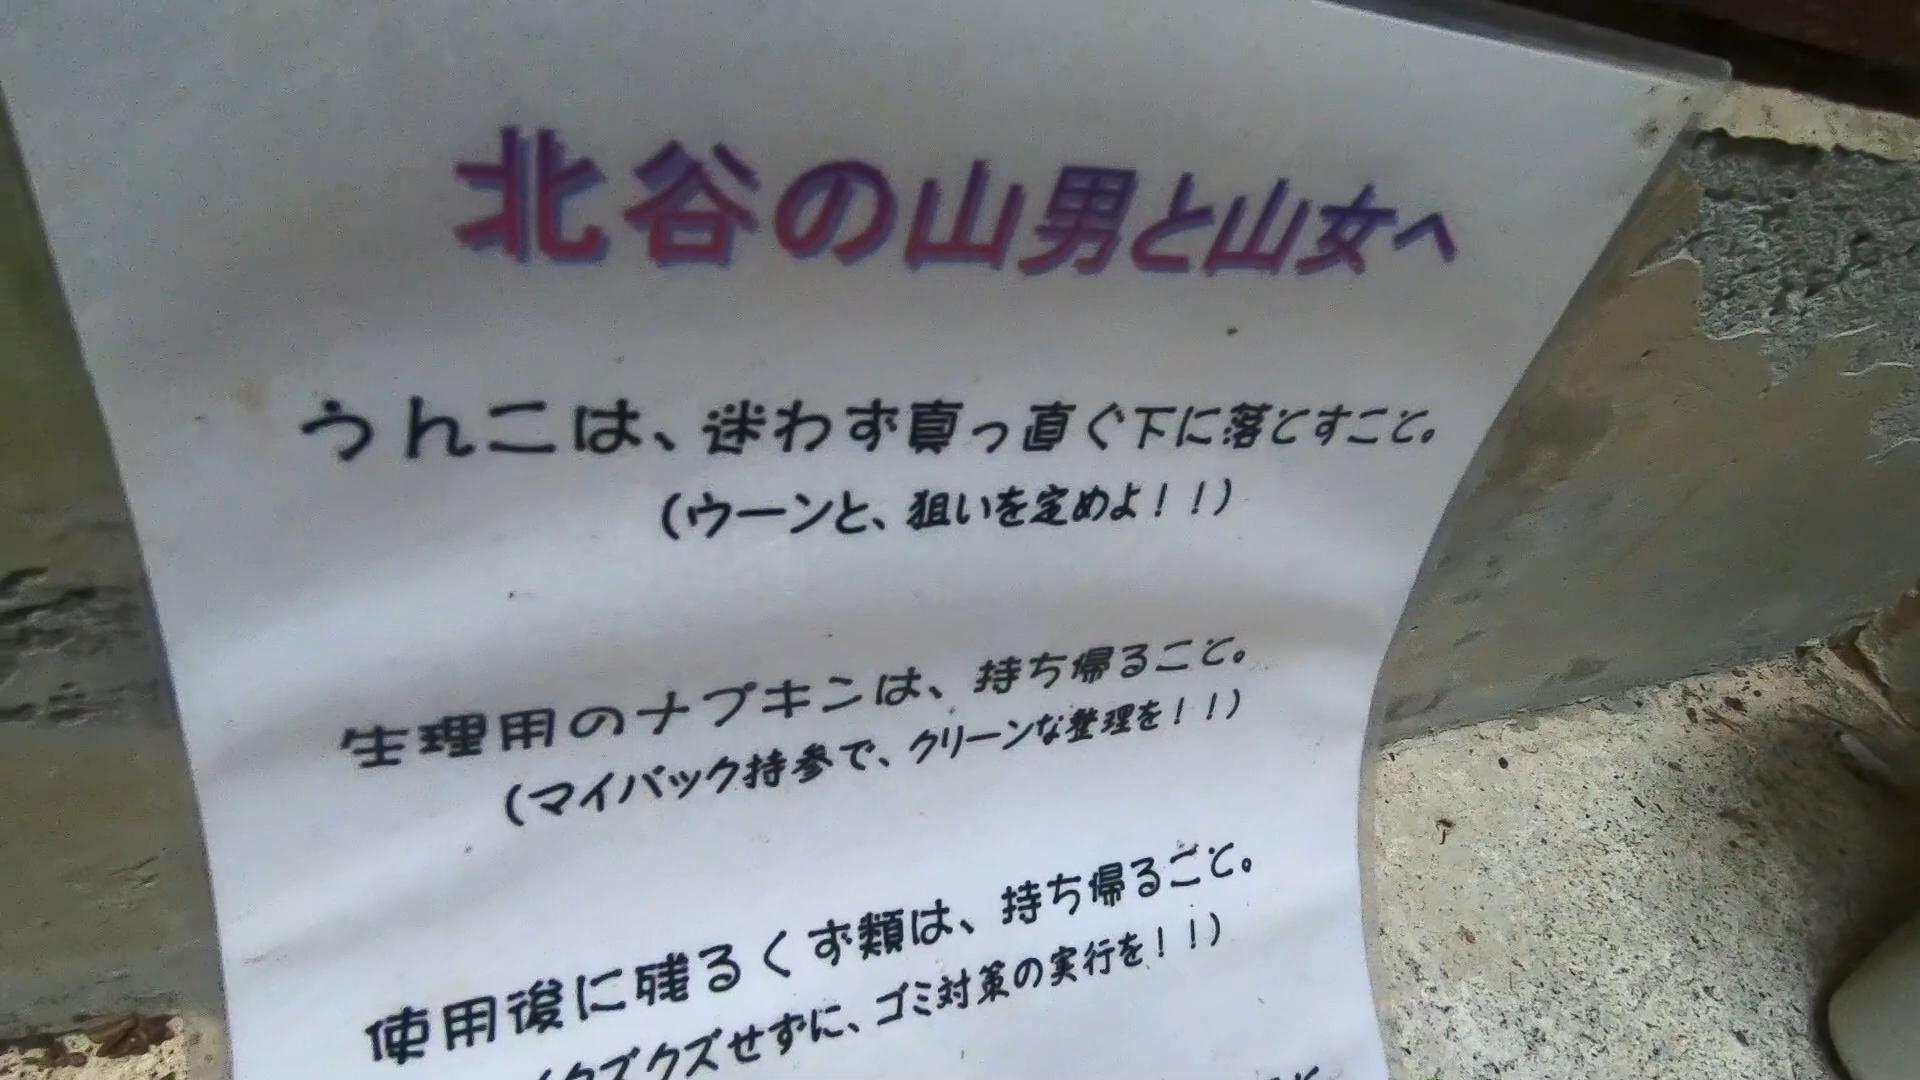 北谷の山男と山女へ
うんこは、迷わず真っ直ぐ下に落とすこと。
(ウーンと、狙いを定めよ!!)
生理用のナプキンは、持ち帰ること。
(マイバック持参で、クリーンな整理を!!)
使用後に残るくず類は、持ち帰ること。
(クズクズせずに、ゴミ対策の実行を!!)